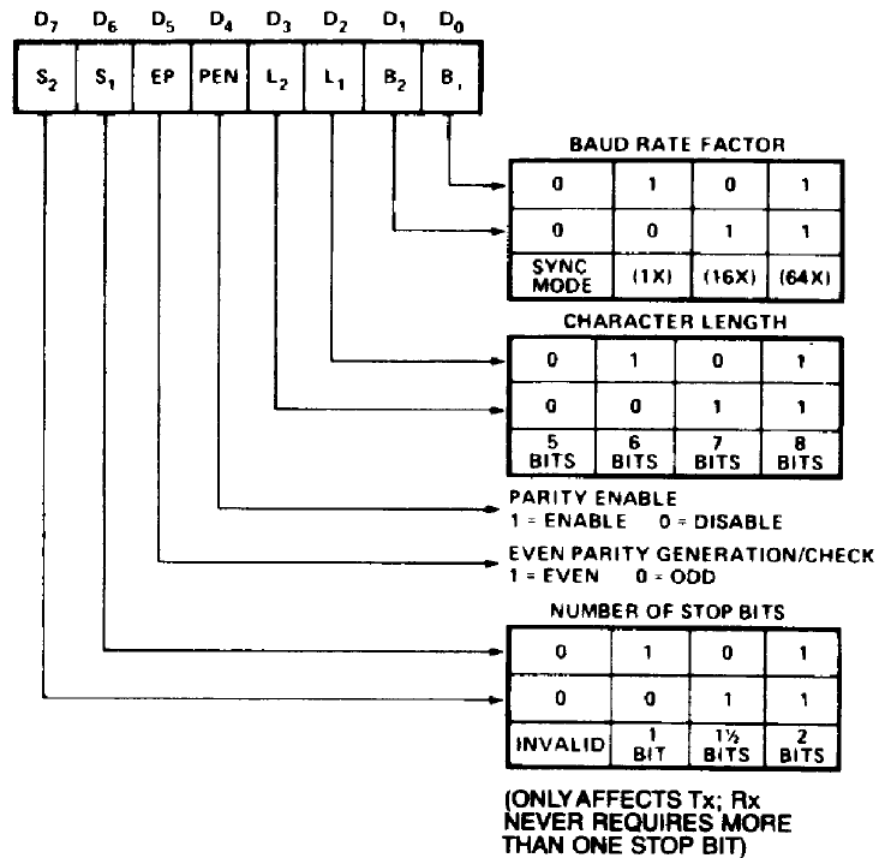 D7 D6 D5 D4 D3 D2 D1 D0
S2 S1 EP PEN L2 L1 B2 B1
BAUD RATE FACTOR
0 1 0 1
0 0 1 1
SYNC MODE (1X) (16X) (64X)
CHARACTER LENGTH
0 1 0 1
0 0 1 1
5 BITS 6 BITS 7 BITS 8 BITS
PARITY ENABLE
1 = ENABLE 0 = DISABLE
EVEN PARITY GENERATION/CHECK
1 = EVEN 0 = ODD
NUMBER OF STOP BITS
0 1 0 1
0 0 1 1
INVALID 1 BIT 1½ BITS 2 BITS
(ONLY AFFECTS Tx; Rx
NEVER REQUIRES MORE
THAN ONE STOP BIT)